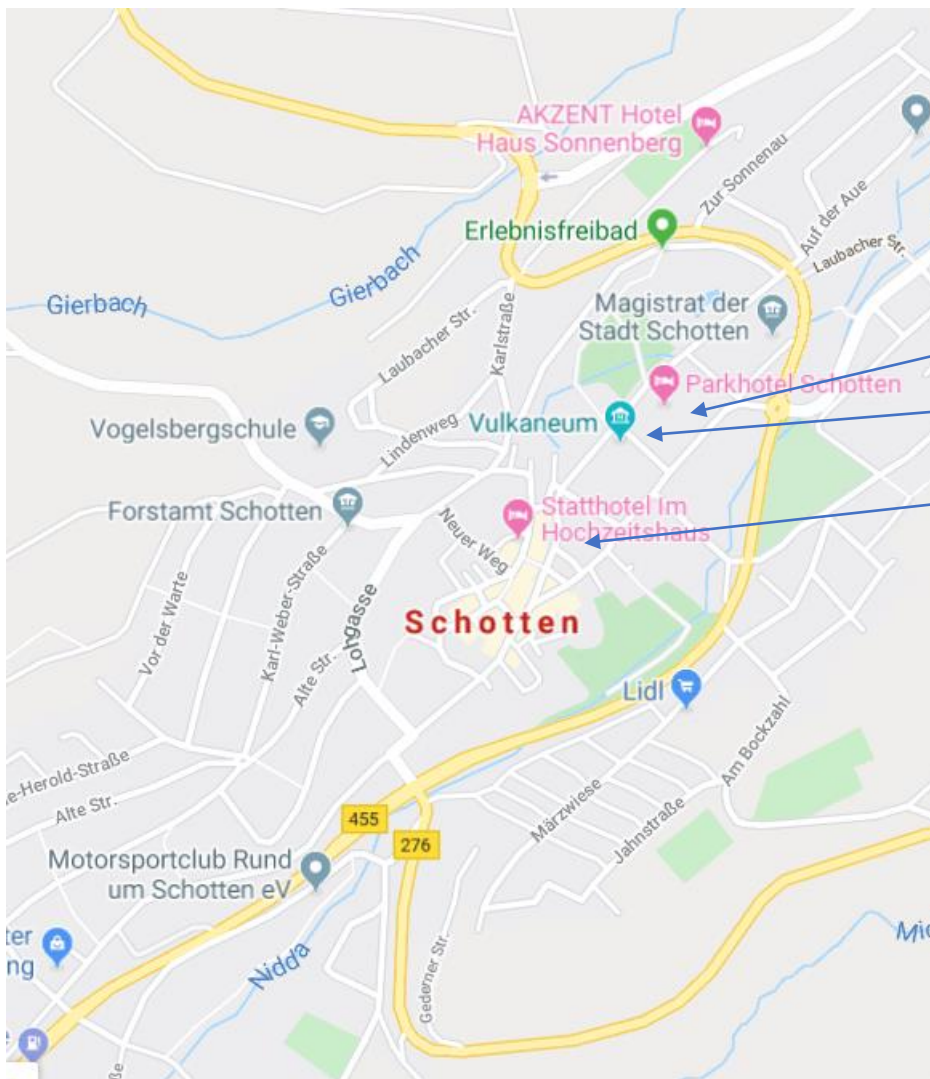 AKZENT Hotel
Haus Sonnenberg
Zur Sonnenau
Auf der Aue
Erlebnisfreibad
Laubacher Str.
Gierbach
Gierbach
Magistrat der
Stadt Schotten
Laubacher Str.
Karlstraße
Parkhotel Schotten
Vogelsbergschule
Lindenweg
Vulkaneum
Forstamt Schotten
Statthotel Im
Hochzeitshaus
Neuer Weg
Vor der Warte
Karl-Weber-Straße
Lohgasse
Schotten
Alte Str.
Lidl
Am Bockzahl
e-Herold-Straße
Alte Str.
455
276
Märzwiese
Jahnstraße
Motorsportclub Rund
um Schotten eV
Nidda
Gederner Str.
ter
ng